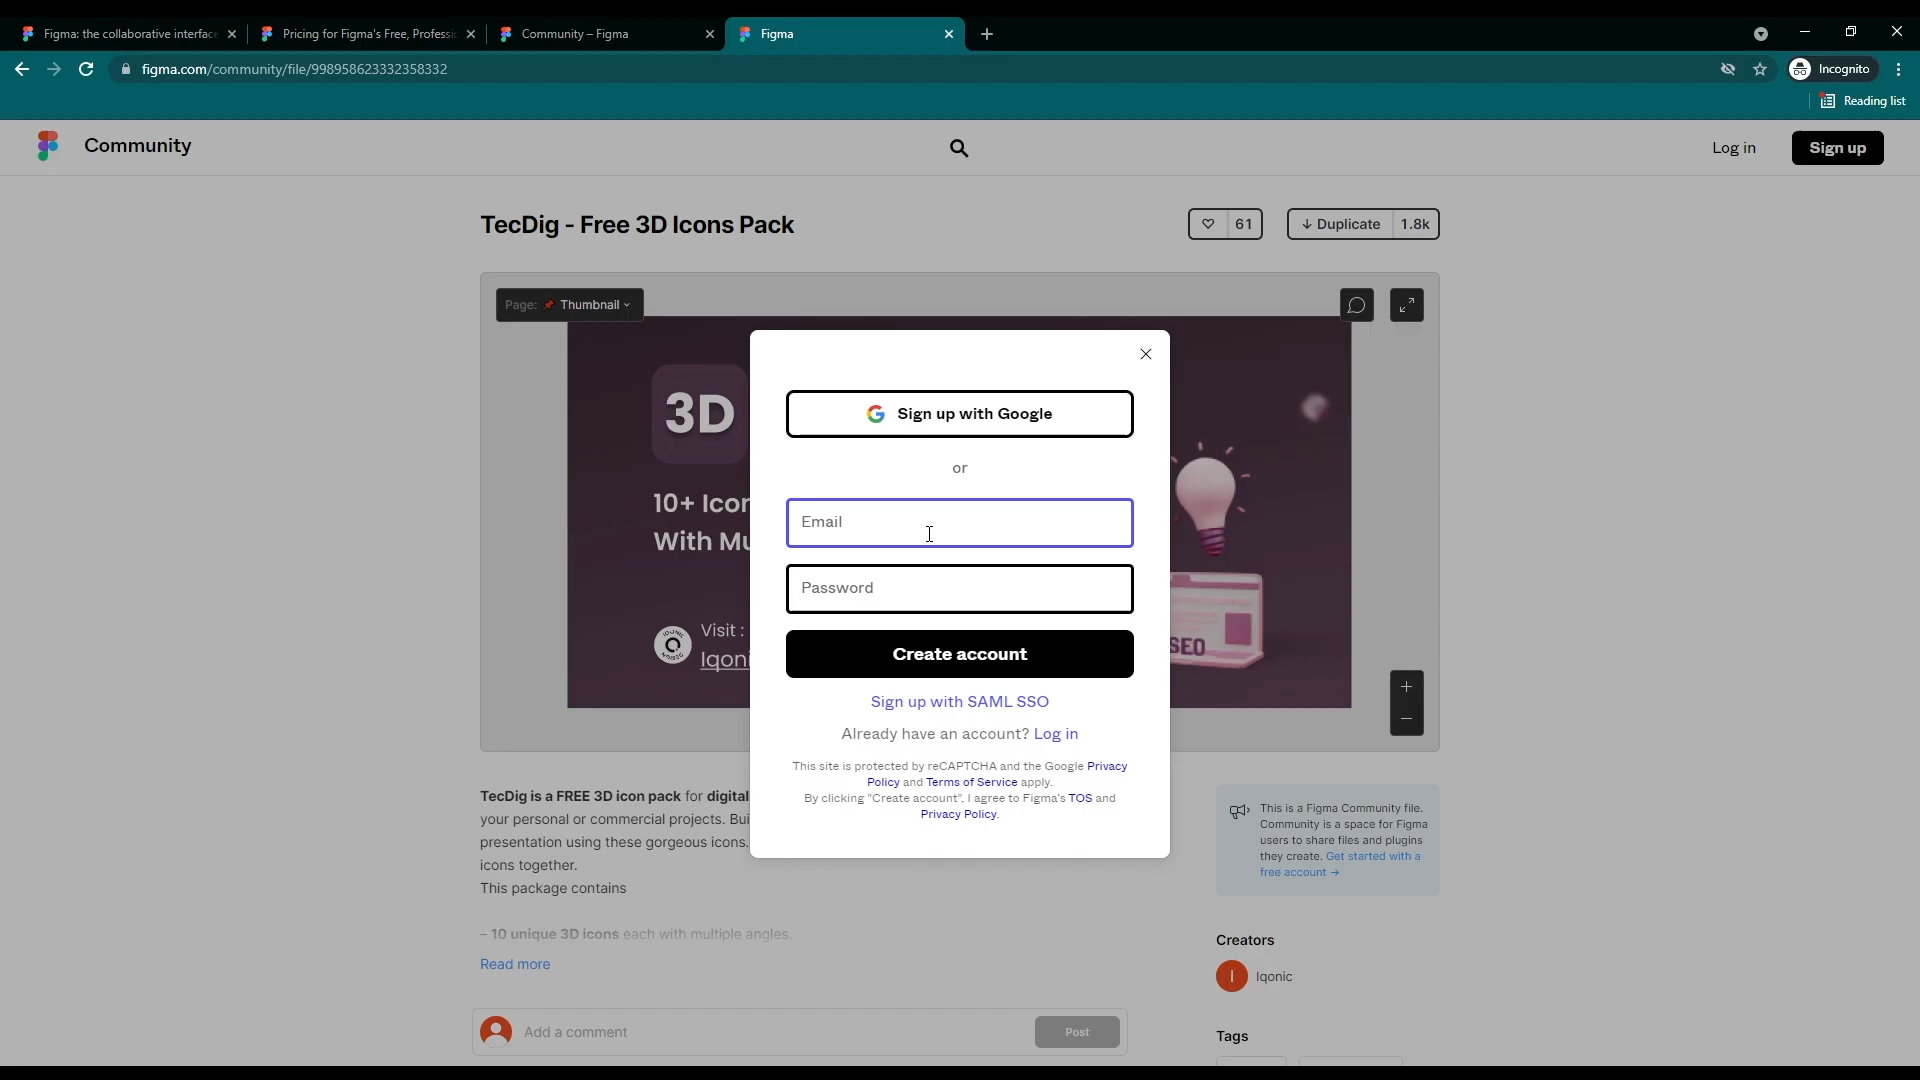 Figma: the collaborative interface
Pricing for Figma's Free, Professio
Community – Figma
Figma
figma.com/community/file/998958623332358332
Incognito
Reading list
Community
Log in
Sign up
TecDig - Free 3D Icons Pack
61
Duplicate
1.8k
Page: 📌 Thumbnail
3D
10+ Icon
With Mu
Visit :
Iqoni
SEO
Sign up with Google
or
Email
Password
Create account
Sign up with SAML SSO
Already have an account? Log in
This site is protected by reCAPTCHA and the Google Privacy
Policy and Terms of Service apply.
By clicking "Create account", I agree to Figma's TOS and
Privacy Policy.
TecDig is a FREE 3D icon pack for digital
your personal or commercial projects. Bui
presentation using these gorgeous icons.
icons together.
This package contains
– 10 unique 3D icons each with multiple angles.
Read more
Add a comment
Post
This is a Figma Community file.
Community is a space for Figma
users to share files and plugins
they create. Get started with a
free account →
Creators
I
Iqonic
Tags